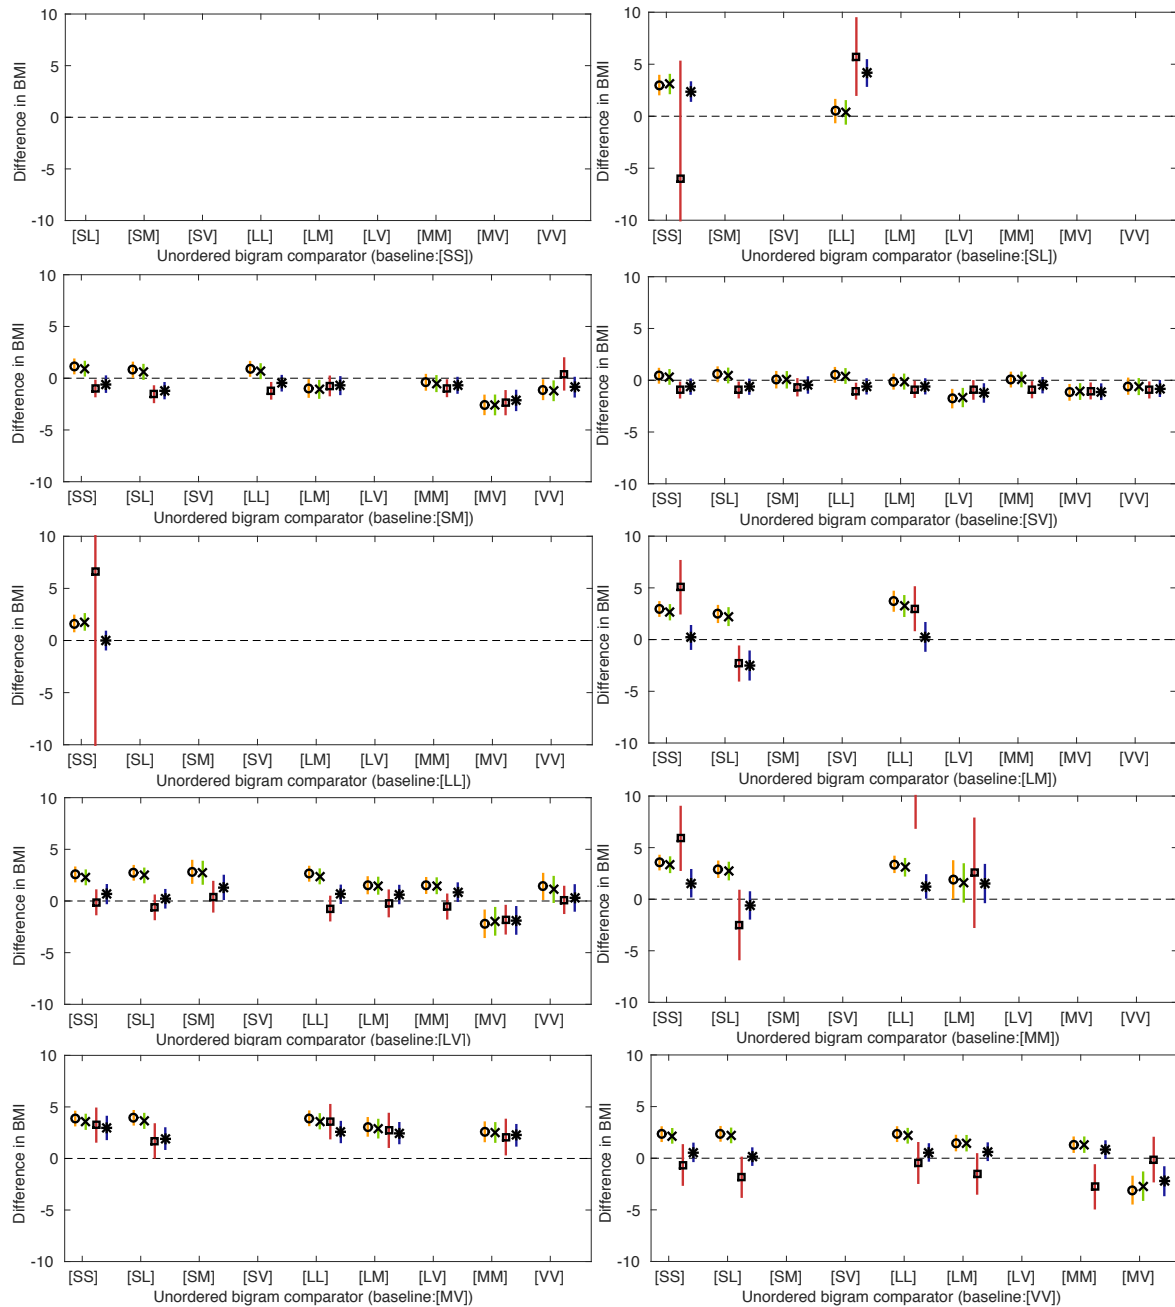 10
5
0
-5
-10
Difference in BMI
[SL] [SM] [SV] [LL] [LM] [LV] [MM] [MV] [VV]
Unordered bigram comparator (baseline:[SS])
10
5
0
-5
-10
Difference in BMI
[SS] [SM] [SV] [LL] [LM] [LV] [MM] [MV] [VV]
Unordered bigram comparator (baseline:[SL])
10
5
0
-5
-10
Difference in BMI
[SS] [SL] [SV] [LL] [LM] [LV] [MM] [MV] [VV]
Unordered bigram comparator (baseline:[SM])
10
5
0
-5
-10
Difference in BMI
[SS] [SL] [SM] [LL] [LM] [LV] [MM] [MV] [VV]
Unordered bigram comparator (baseline:[SV])
10
5
0
-5
-10
Difference in BMI
[SS] [SL] [SM] [SV] [LM] [LV] [MM] [MV] [VV]
Unordered bigram comparator (baseline:[LL])
10
5
0
-5
-10
Difference in BMI
[SS] [SL] [SM] [SV] [LL] [LV] [MM] [MV] [VV]
Unordered bigram comparator (baseline:[LM])
10
5
0
-5
-10
Difference in BMI
[SS] [SL] [SM] [SV] [LL] [LM] [MM] [MV] [VV]
Unordered bigram comparator (baseline:[LV])
10
5
0
-5
-10
Difference in BMI
[SS] [SL] [SM] [SV] [LL] [LM] [LV] [MV] [VV]
Unordered bigram comparator (baseline:[MM])
10
5
0
-5
-10
Difference in BMI
[SS] [SL] [SM] [SV] [LL] [LM] [LV] [MM] [VV]
Unordered bigram comparator (baseline:[MV])
10
5
0
-5
-10
Difference in BMI
[SS] [SL] [SM] [SV] [LL] [LM] [LV] [MM] [MV]
Unordered bigram comparator (baseline:[VV])